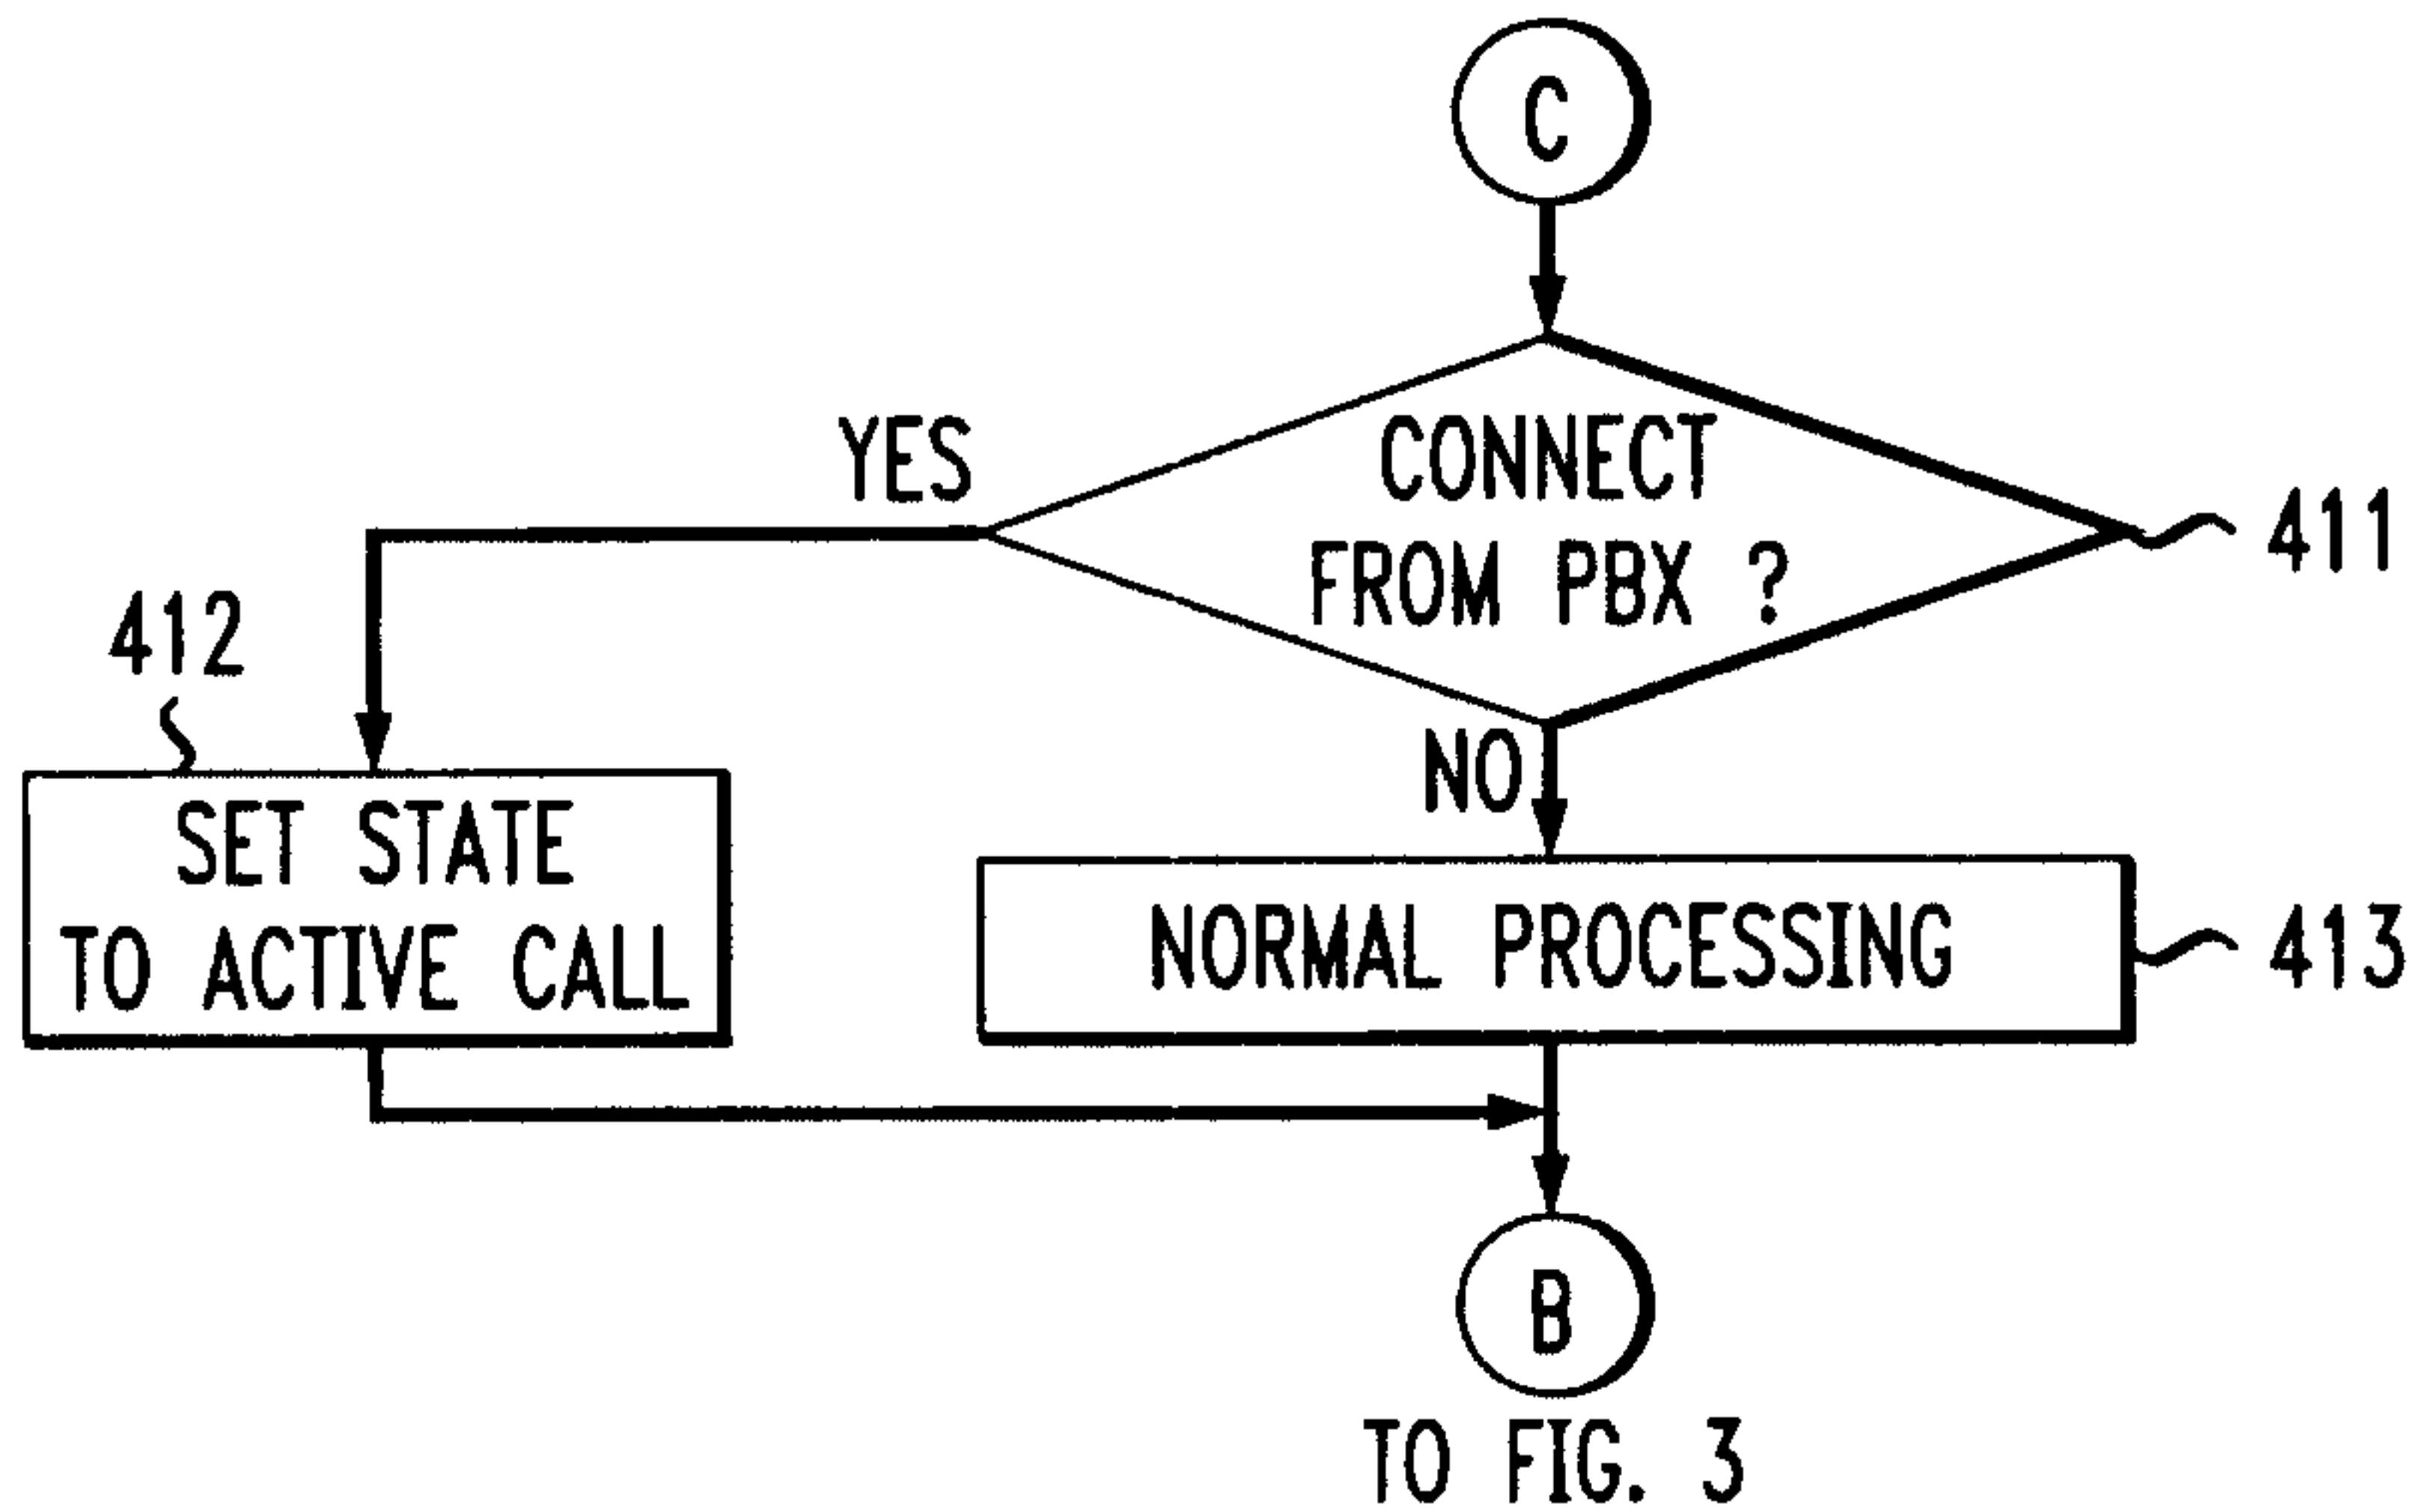 C
YES
CONNECT
FROM PBX ?
411
412
NO
SET STATE
TO ACTIVE CALL
NORMAL PROCESSING
413
B
TO FIG. 3